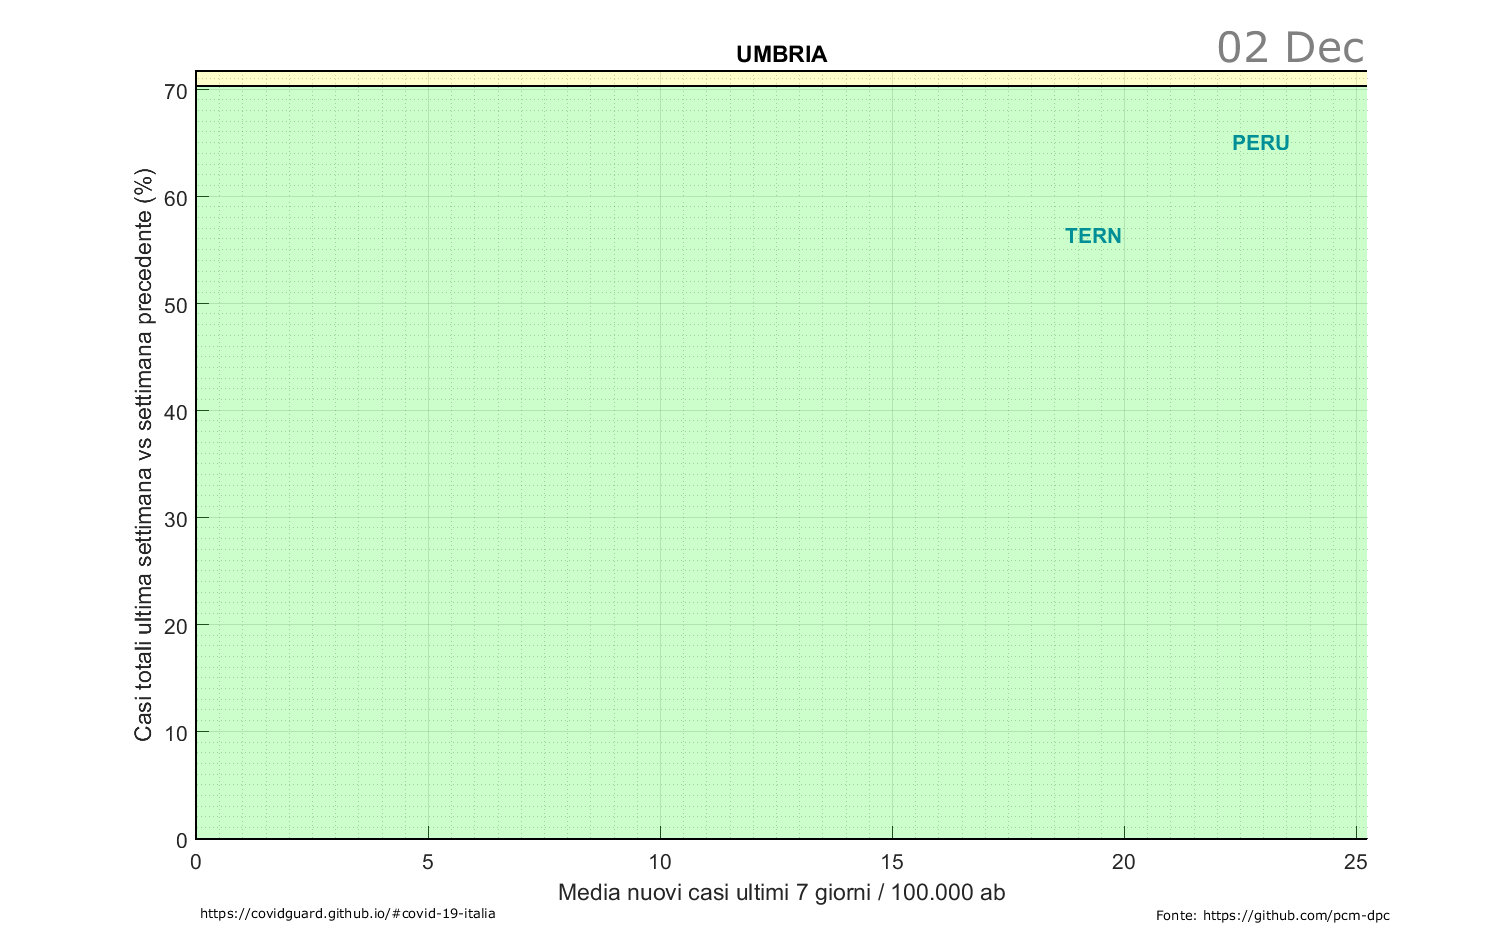 02 Dec
UMBRIA
70
PERU
60
TERN
50
40
30
20
10
0
Casi totali ultima settimana vs settimana precedente (%)
0 5 10 15 20 25
Media nuovi casi ultimi 7 giorni / 100.000 ab
https://covidguard.github.io/#covid-19-italia
Fonte: https://github.com/pcm-dpc